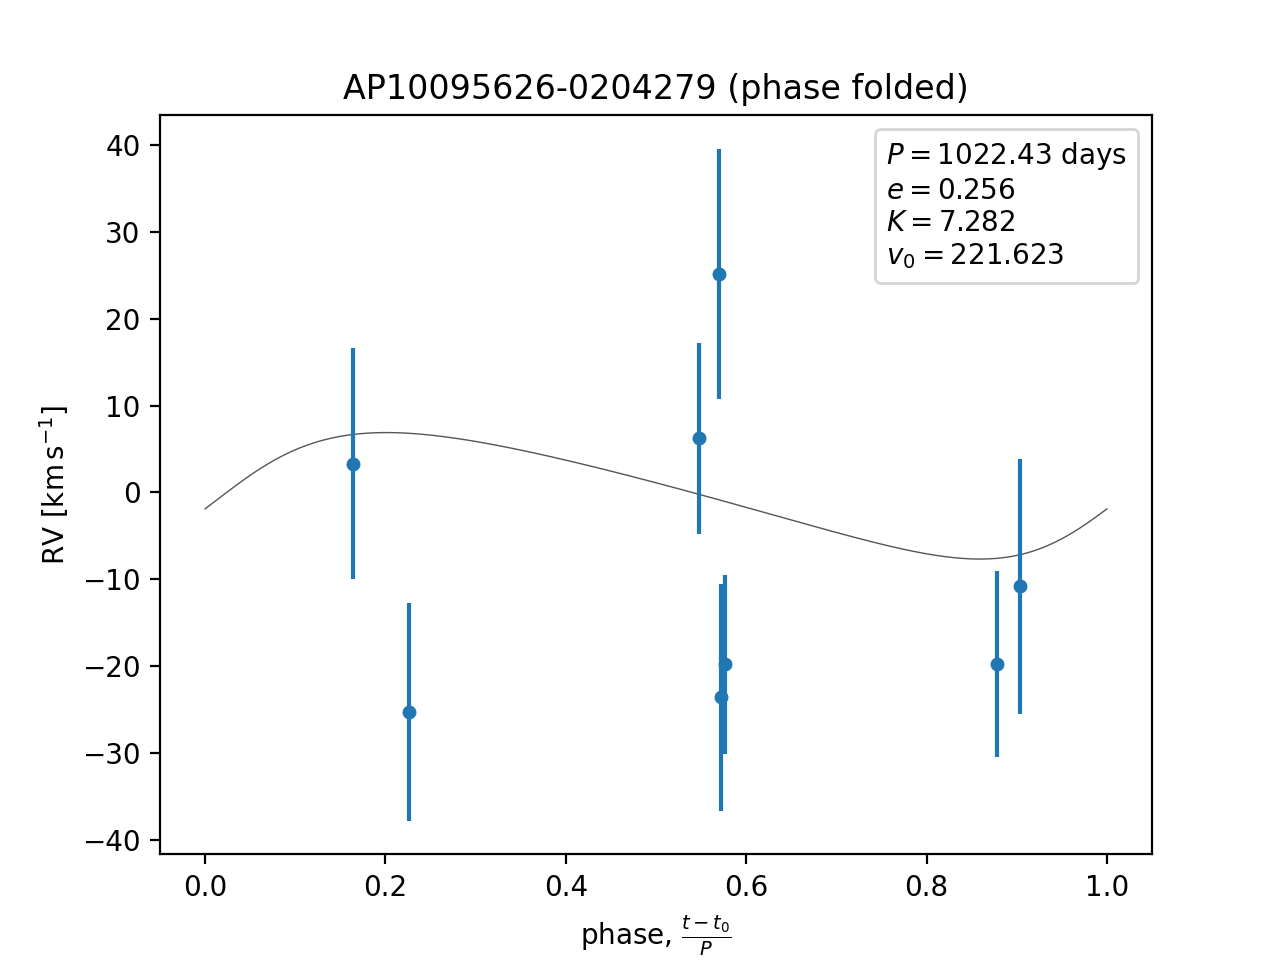 AP10095626-0204279 (phase folded)
P = 1022.43 days
e = 0.256
K = 7.282
v₀ = 221.623
RV [km s⁻¹]
40
30
20
10
0
−10
−20
−30
−40
0.0 0.2 0.4 0.6 0.8 1.0
phase, (t − t₀)/P